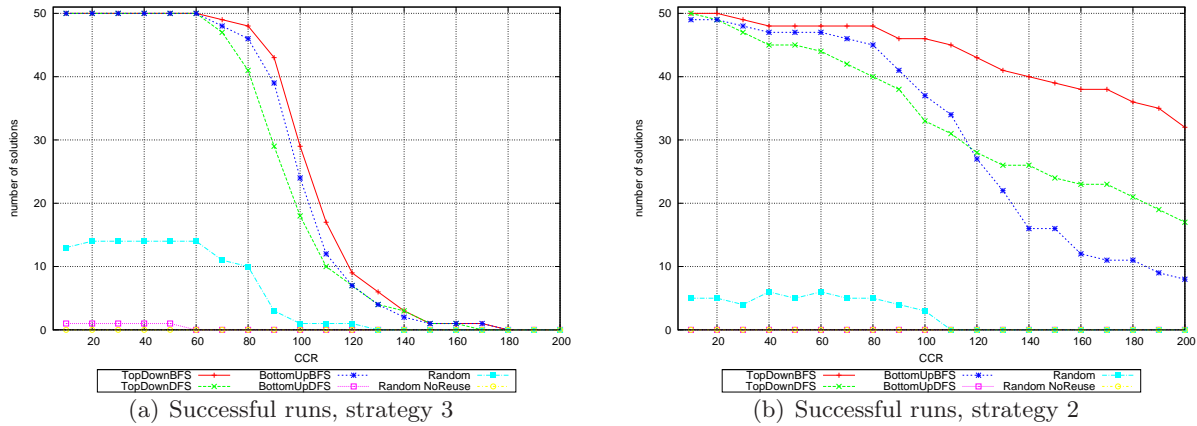 50
40
30
20
10
0
number of solutions
20 40 60 80 100 120 140 160 180 200
CCR
TopDownBFS BottomUpBFS Random
TopDownDFS BottomUpDFS Random NoReuse
(a) Successful runs, strategy 3
50
40
30
20
10
0
number of solutions
20 40 60 80 100 120 140 160 180 200
CCR
TopDownBFS BottomUpBFS Random
TopDownDFS BottomUpDFS Random NoReuse
(b) Successful runs, strategy 2